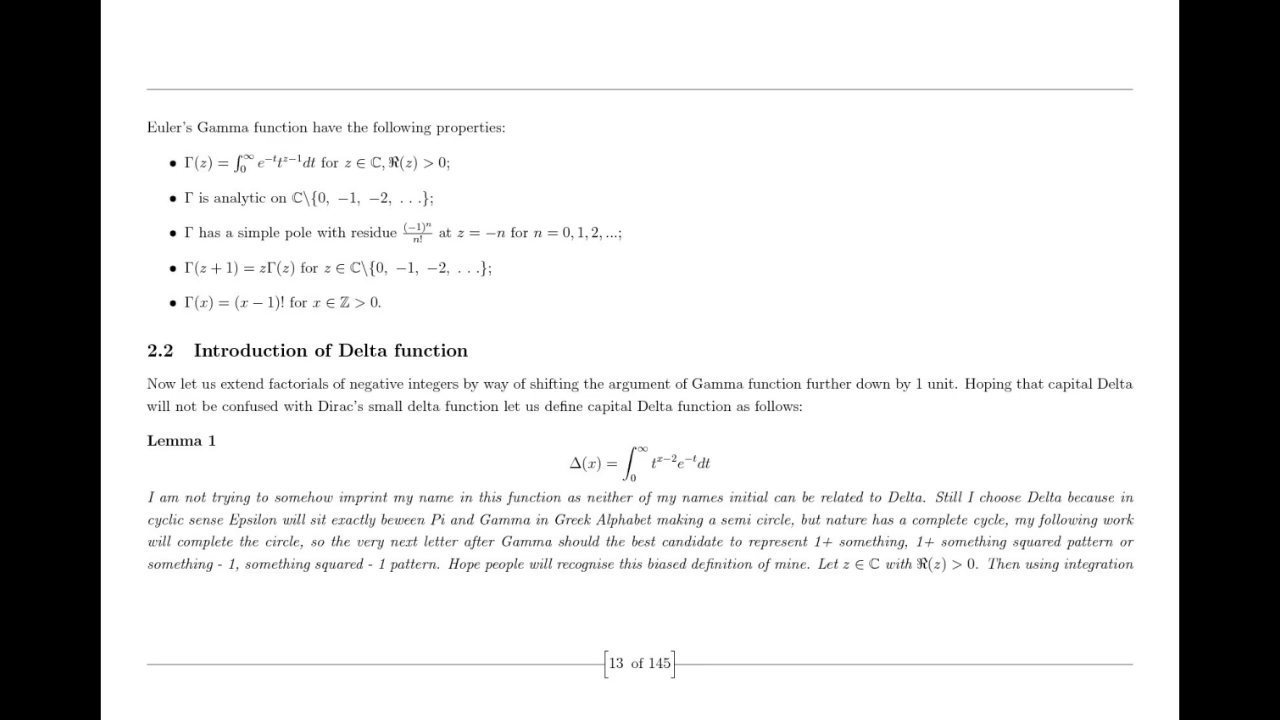 Euler's Gamma function have the following properties:
• Γ(z) = ∫₀^∞ e^{−t}t^{z−1}dt for z ∈ ℂ, ℜ(z) > 0;
• Γ is analytic on ℂ\{0, −1, −2, . . .};
• Γ has a simple pole with residue (−1)^n/n! at z = −n for n = 0, 1, 2, ...;
• Γ(z + 1) = zΓ(z) for z ∈ ℂ\{0, −1, −2, . . .};
• Γ(x) = (x − 1)! for x ∈ ℤ > 0.
2.2 Introduction of Delta function
Now let us extend factorials of negative integers by way of shifting the argument of Gamma function further down by 1 unit. Hoping that capital Delta
will not be confused with Dirac's small delta function let us define capital Delta function as follows:
Lemma 1
Δ(x) = ∫₀^∞ t^{x−2}e^{−t}dt
I am not trying to somehow imprint my name in this function as neither of my names initial can be related to Delta. Still I choose Delta because in
cyclic sense Epsilon will sit exactly beween Pi and Gamma in Greek Alphabet making a semi circle, but nature has a complete cycle, my following work
will complete the circle, so the very next letter after Gamma should the best candidate to represent 1+ something, 1+ something squared pattern or
something - 1, something squared - 1 pattern. Hope people will recognise this biased definition of mine. Let z ∈ ℂ with ℜ(z) > 0. Then using integration
13 of 145